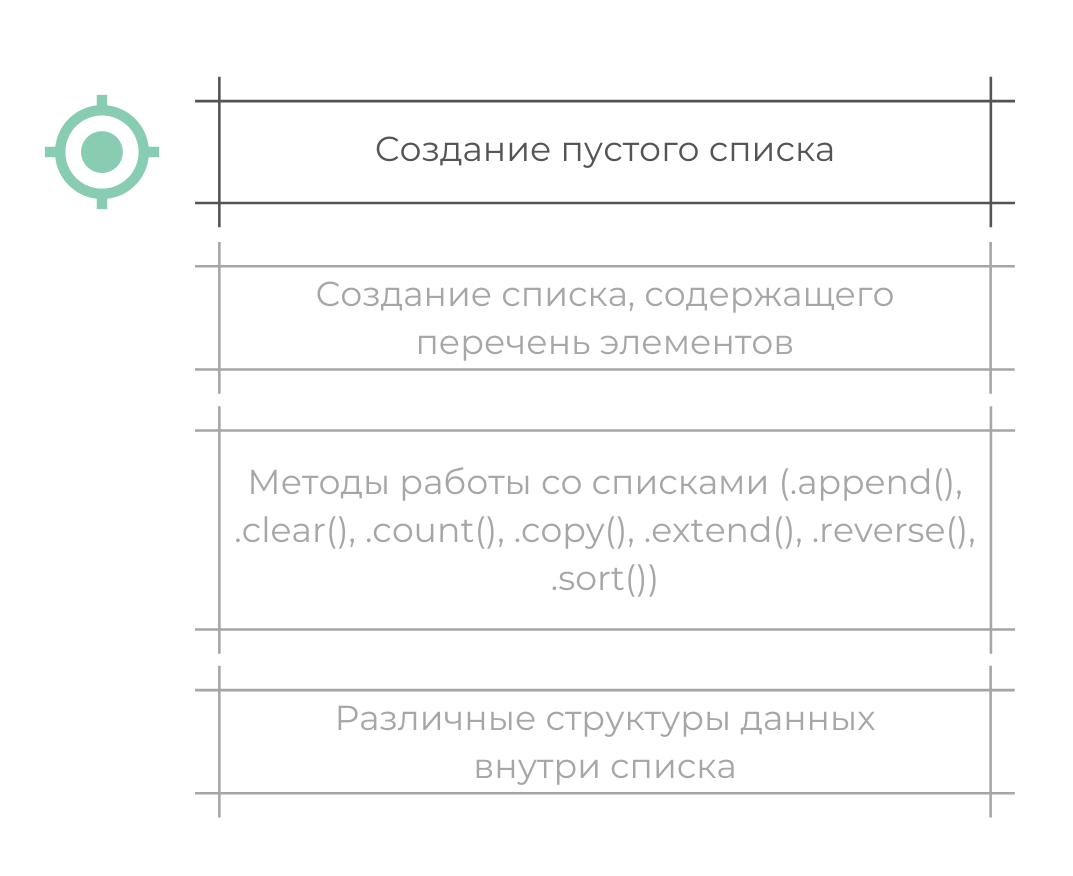 Создание пустого списка
Создание списка, содержащего
перечень элементов
Методы работы со списками (.append(),
.clear(), .count(), .copy(), .extend(), .reverse(),
.sort())
Различные структуры данных
внутри списка